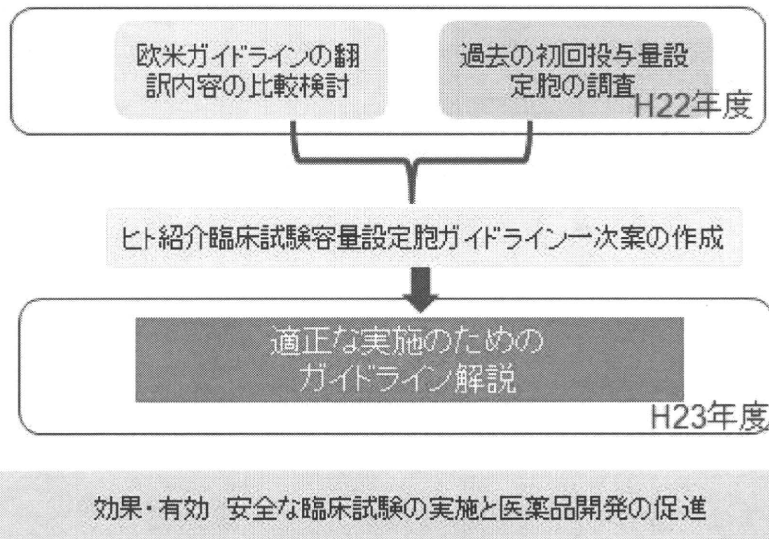 欧米ガイドラインの翻
訳内容の比較検討
過去の初回投与量設
定胞の調査
H22年度
ヒト紹介臨床試験容量設定胞ガイドライン一次案の作成
適正な実施のための
ガイドライン解説
H23年度
効果・有効 安全な臨床試験の実施と医薬品開発の促進